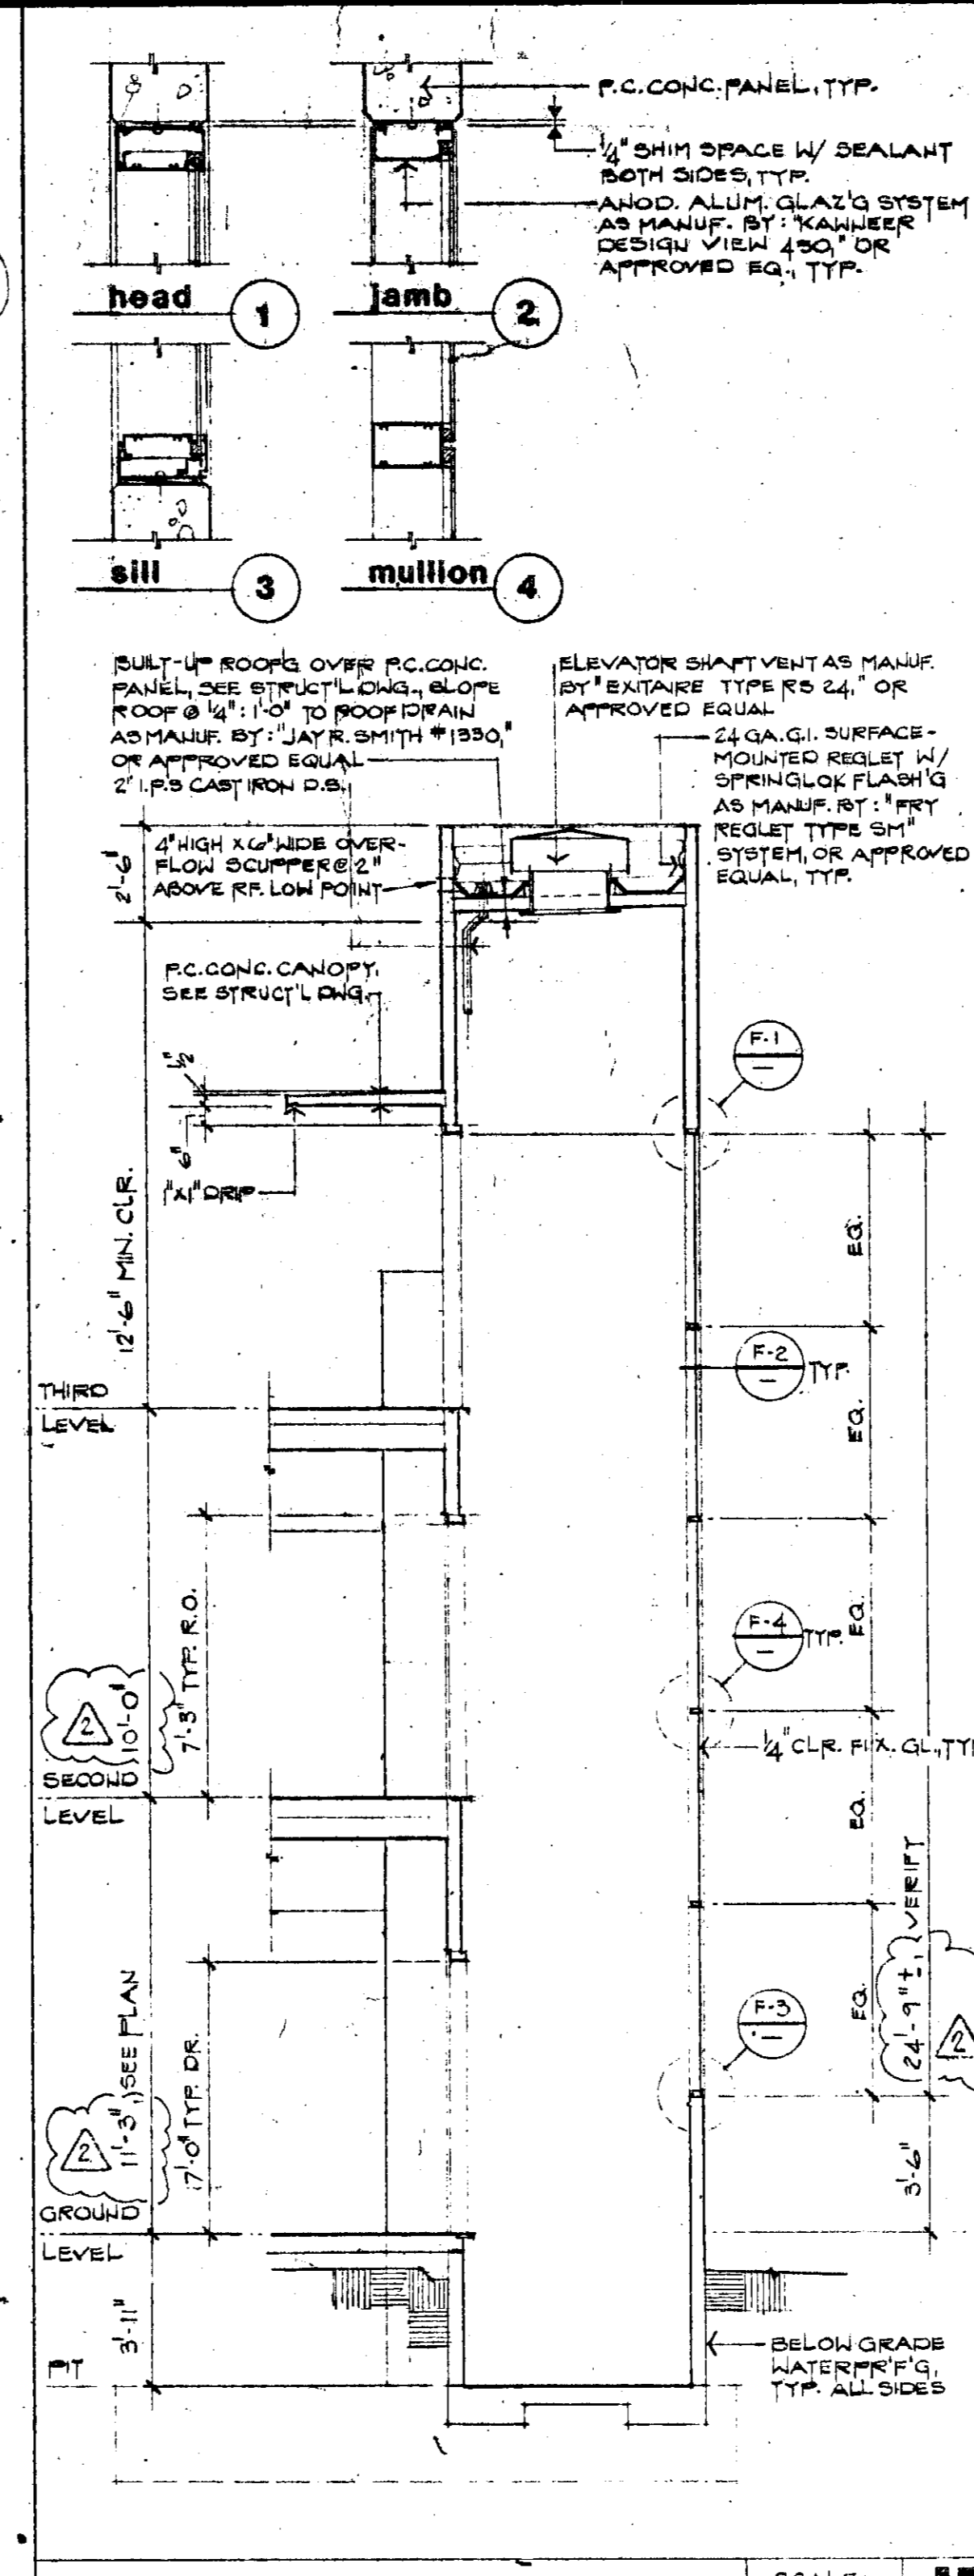 P.C. CONC. PANEL, TYP.
1/4" SHIM SPACE W/ SEALANT
BOTH SIDES, TYP.
ANOD. ALUM. GLAZ'G SYSTEM
AS MANUF. BY: "KAWNEER
DESIGN VIEW 450," OR
APPROVED EQ., TYP.
head 1
jamb 2
sill 3
mullion 4
BUILT-UP ROOF'G OVER P.C. CONC.
PANEL, SEE STRUCT'L DWG., SLOPE
ROOF @ 1/4" : 1'-0" TO ROOF DRAIN
AS MANUF. BY: "JAY R. SMITH #1330,"
OR APPROVED EQUAL
2" I.P.S CAST IRON D.S.
ELEVATOR SHAFT VENT AS MANUF.
BY "EXITAIRE TYPE RS 24," OR
APPROVED EQUAL
24 GA. G.I. SURFACE-
MOUNTED REGLET W/
SPRINGLOK FLASH'G
AS MANUF. BY: "FRY
REGLET TYPE SM"
SYSTEM, OR APPROVED
EQUAL, TYP.
4" HIGH X 6" WIDE OVER-
FLOW SCUPPER @ 2"
ABOVE RF. LOW POINT
2'-6"
P.C. CONC. CANOPY,
SEE STRUCT'L DWG.
1 1/2"
6"
1"X1" DRIP
12'-6" MIN. CLR.
F-1
EQ.
F-2 TYP.
EQ.
THIRD
LEVEL
7'-3" TYP. R.O.
2 10'-0"
F-4 TYP.
EQ.
1/4" CLR. FIX. GL., TYP
SECOND
LEVEL
EQ.
24'-9"±, VERIFY
2
F-3
EQ.
11'-3", SEE PLAN
2
7'-0" TYP. DR.
3'-6"
GROUND
LEVEL
3'-11"
PIT
BELOW GRADE
WATERPR'F'G,
TYP. ALL SIDES